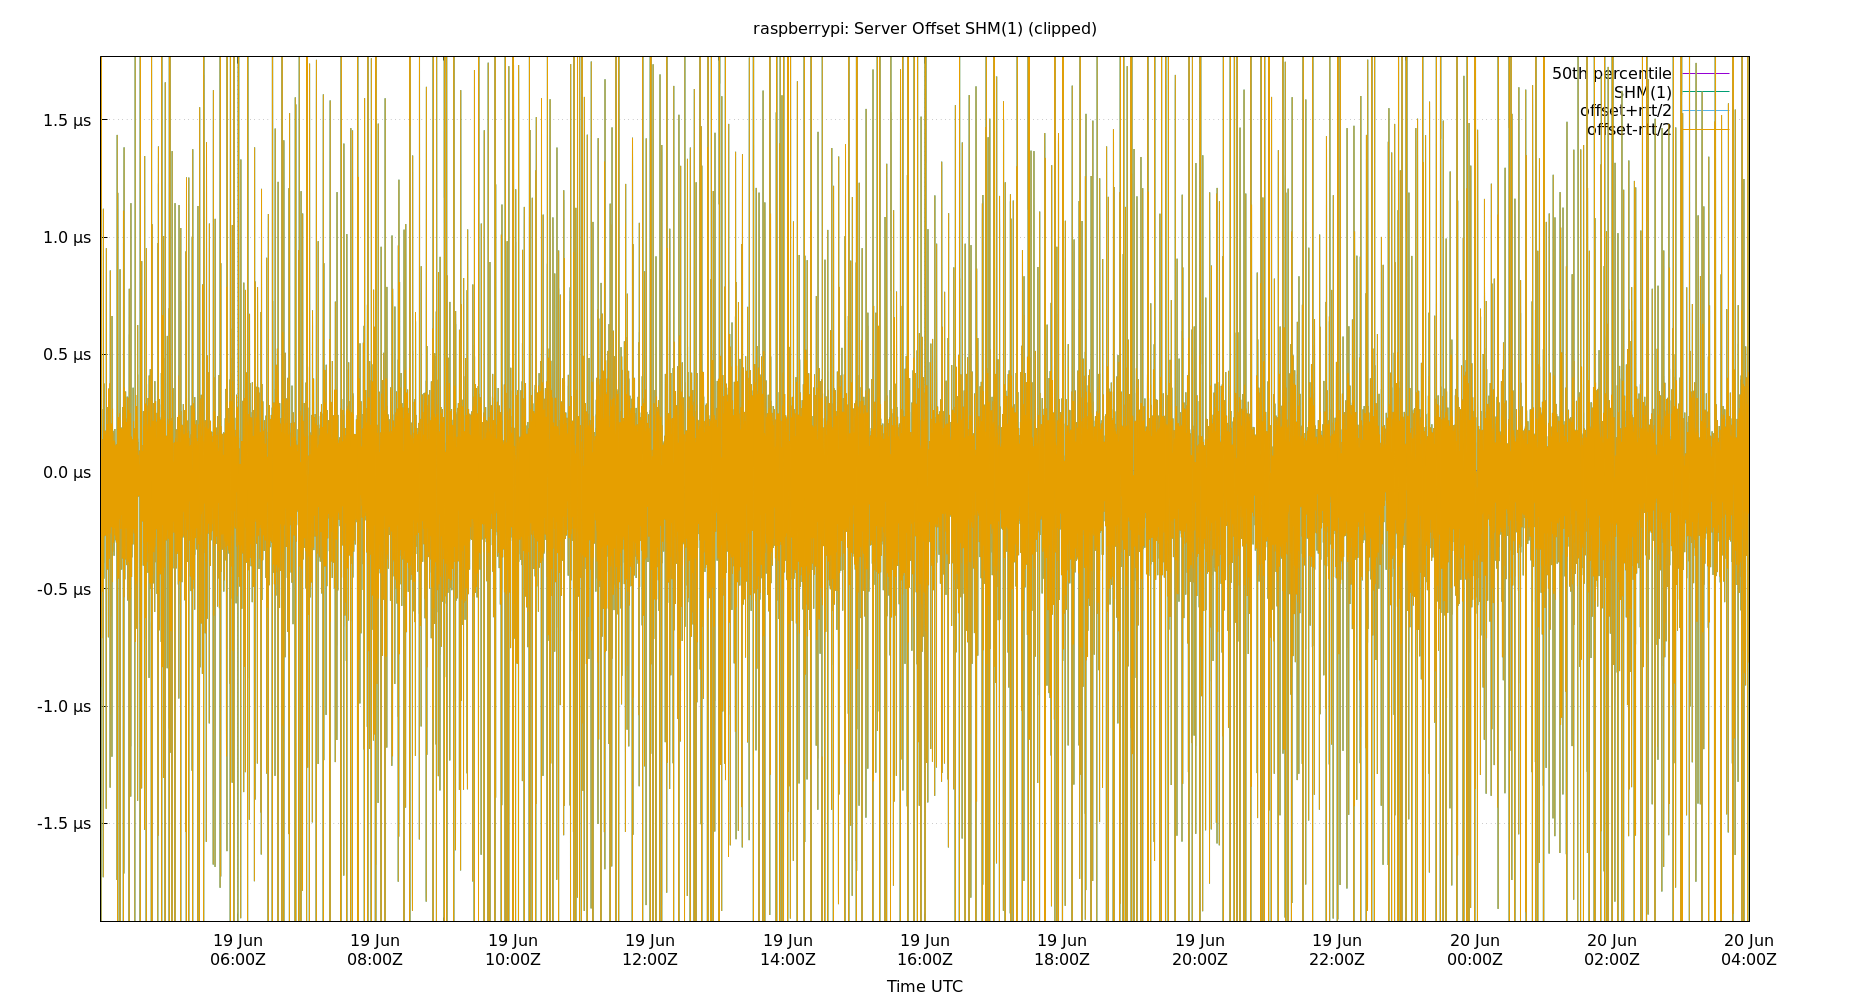 raspberrypi: Server Offset SHM(1) (clipped)
50th percentile
SHM(1)
offset+rtt/2
offset-rtt/2
1.5 µs
1.0 µs
0.5 µs
0.0 µs
-0.5 µs
-1.0 µs
-1.5 µs
19 Jun 19 Jun 19 Jun 19 Jun 19 Jun 19 Jun 19 Jun 19 Jun 19 Jun 20 Jun 20 Jun 20 Jun
06:00Z 08:00Z 10:00Z 12:00Z 14:00Z 16:00Z 18:00Z 20:00Z 22:00Z 00:00Z 02:00Z 04:00Z
Time UTC